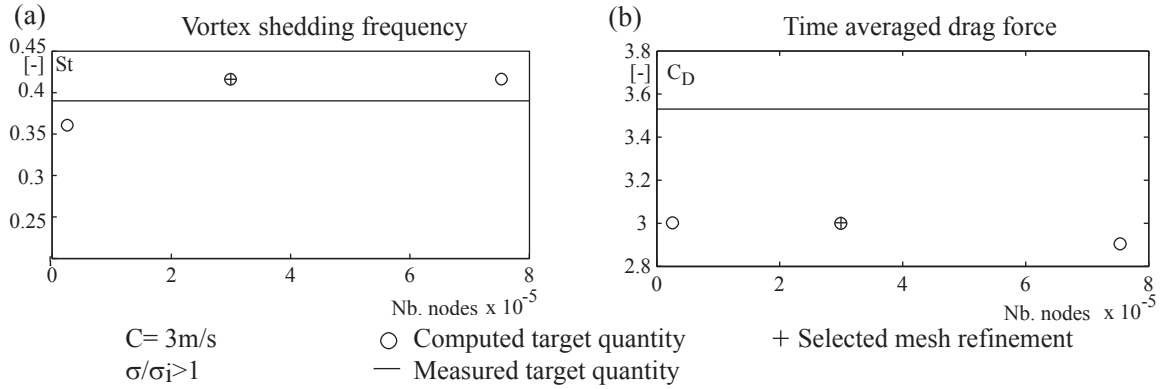 (a)
Vortex shedding frequency
0.45
[-]
St
0.4
0.35
0.3
0.25
0 2 4 6 8
Nb. nodes x 10-5
(b)
Time averaged drag force
3.8
[-]
CD
3.6
3.4
3.2
3
2.8
0 2 4 6 8
Nb. nodes x 10-5
C= 3m/s
Computed target quantity
+ Selected mesh refinement
σ/σi>1
Measured target quantity